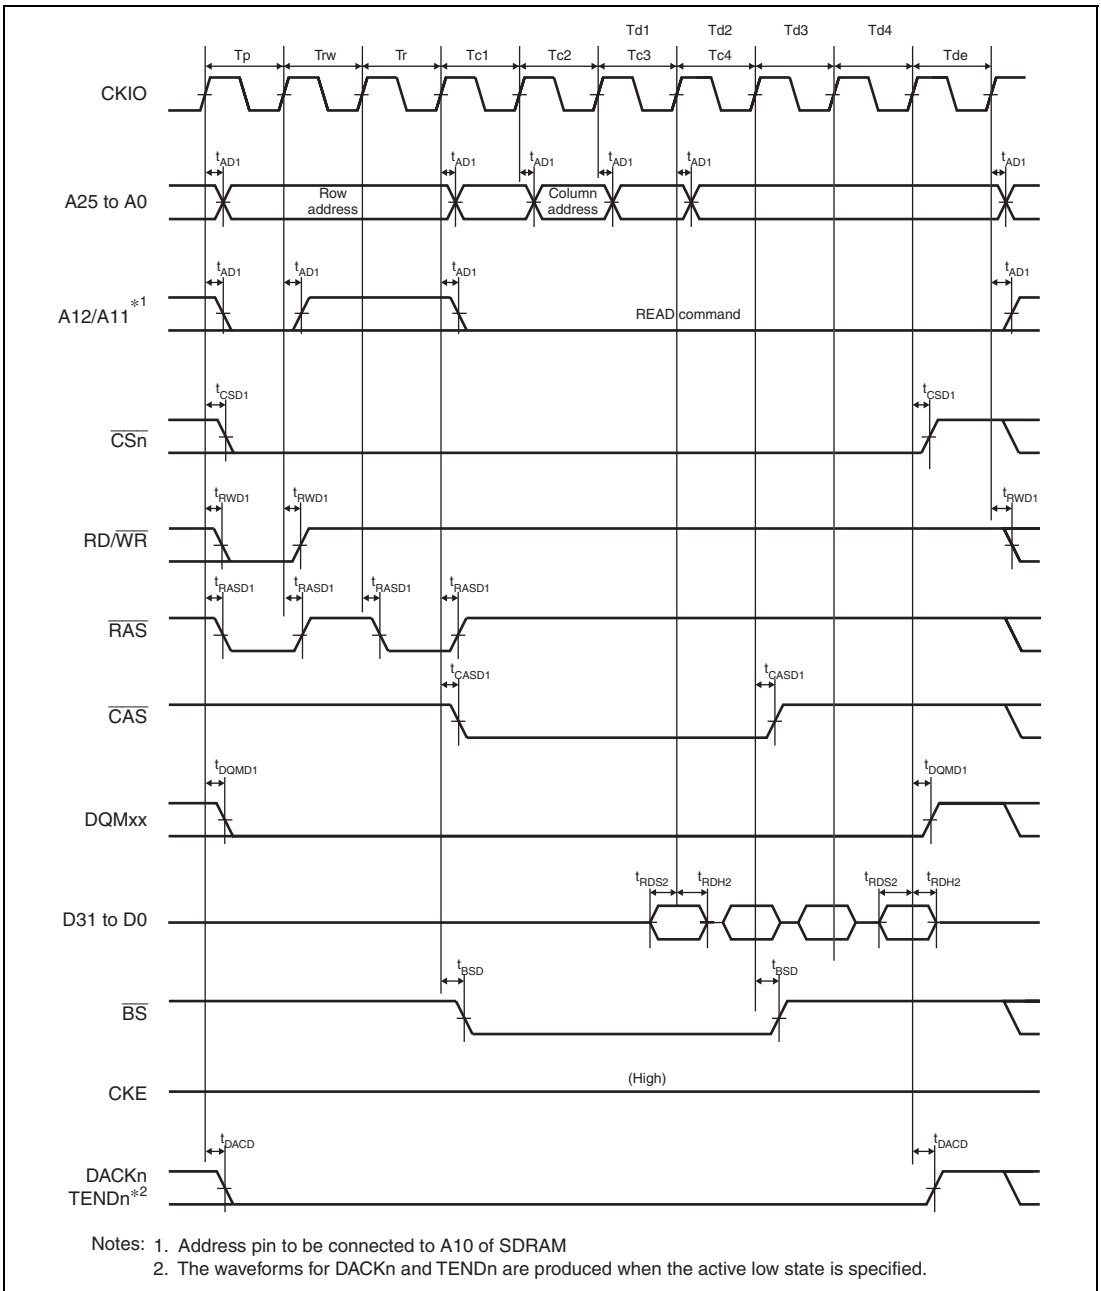 Td1 Td2 Td3 Td4
Tp Trw Tr Tc1 Tc2 Tc3 Tc4 Tde
CKIO
tAD1 tAD1 tAD1 tAD1 tAD1 tAD1
A25 to A0 Row address Column address
tAD1 tAD1 tAD1 tAD1
A12/A11*1 READ command
tCSD1 tCSD1
CSn
tRWD1 tRWD1 tRWD1
RD/WR
tRASD1 tRASD1 tRASD1 tRASD1
RAS
tCASD1 tCASD1
CAS
tDQMD1 tDQMD1
DQMxx
tRDS2 tRDH2 tRDS2 tRDH2
D31 to D0
tBSD tBSD
BS
(High)
CKE
tDACD tDACD
DACKn
TENDn*2
Notes: 1. Address pin to be connected to A10 of SDRAM
2. The waveforms for DACKn and TENDn are produced when the active low state is specified.